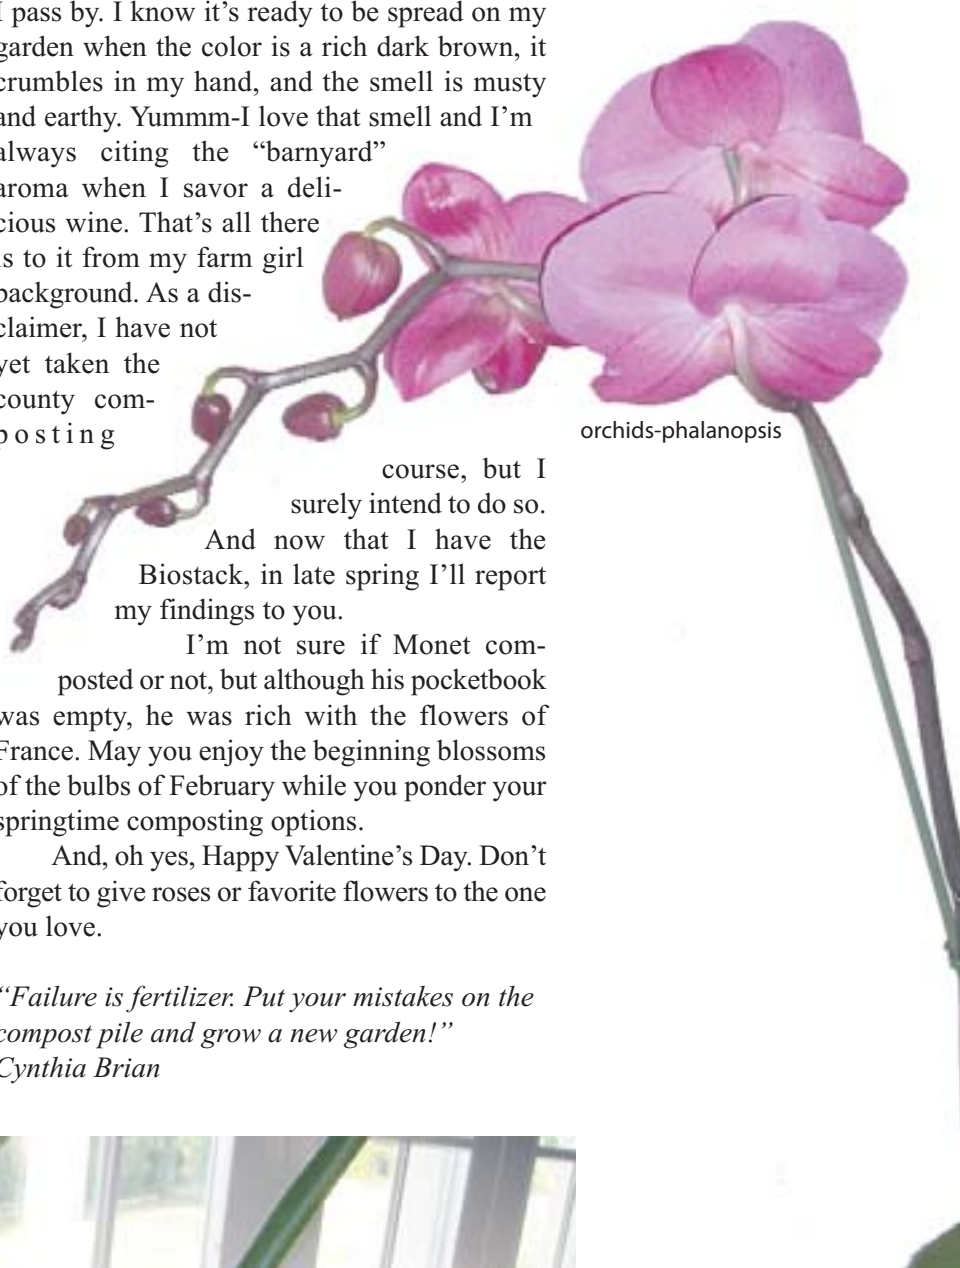 I pass by. I know it’s ready to be spread on my
garden when the color is a rich dark brown, it
crumbles in my hand, and the smell is musty
and earthy. Yummm-I love that smell and I’m
always citing the “barnyard”
aroma when I savor a deli-
cious wine. That’s all there
is to it from my farm girl
background. As a dis-
claimer, I have not
yet taken the
county com-
posting
course, but I
surely intend to do so.
And now that I have the
Biostack, in late spring I’ll report
my findings to you.
I’m not sure if Monet com-
posted or not, but although his pocketbook
was empty, he was rich with the flowers of
France. May you enjoy the beginning blossoms
of the bulbs of February while you ponder your
springtime composting options.
And, oh yes, Happy Valentine’s Day. Don’t
forget to give roses or favorite flowers to the one
you love.
“Failure is fertilizer. Put your mistakes on the
compost pile and grow a new garden!”
Cynthia Brian
orchids-phalanopsis